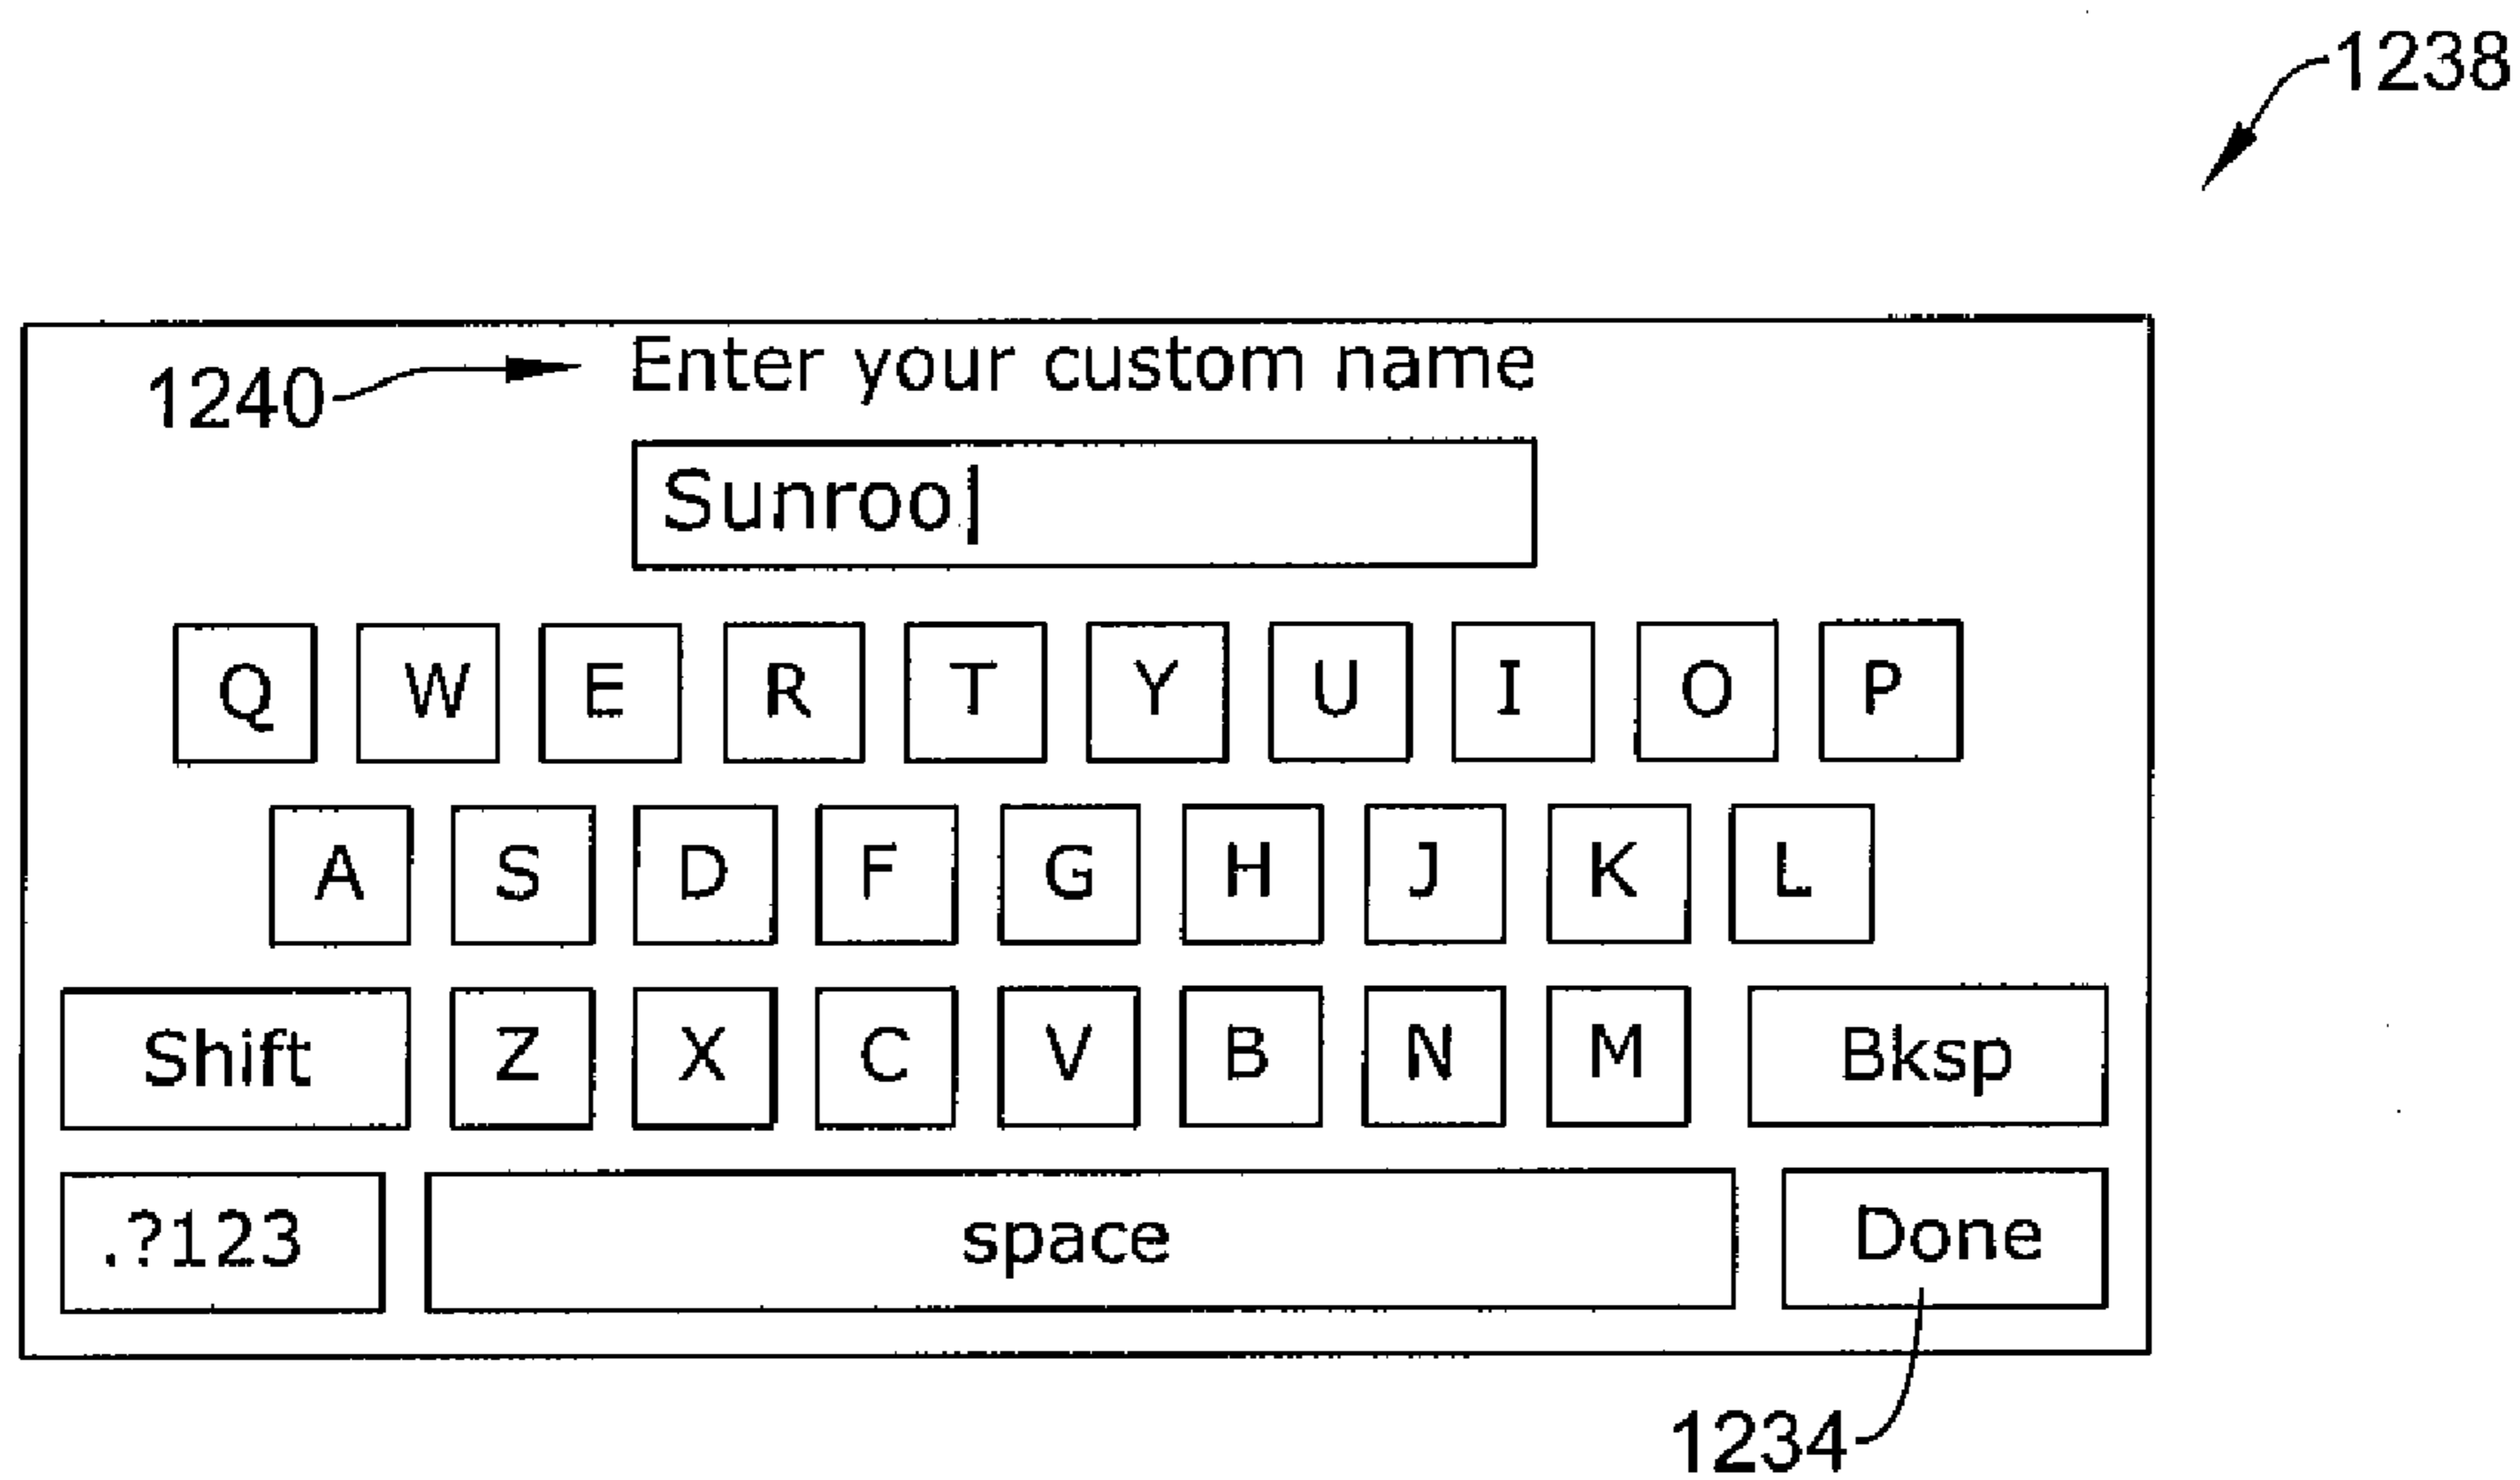 1238
1240
Enter your custom name
Sunroo
Q W E R T Y U I O P
A S D F G H J K L
Shift Z X C V B N M Bksp
.?123 space Done
1234